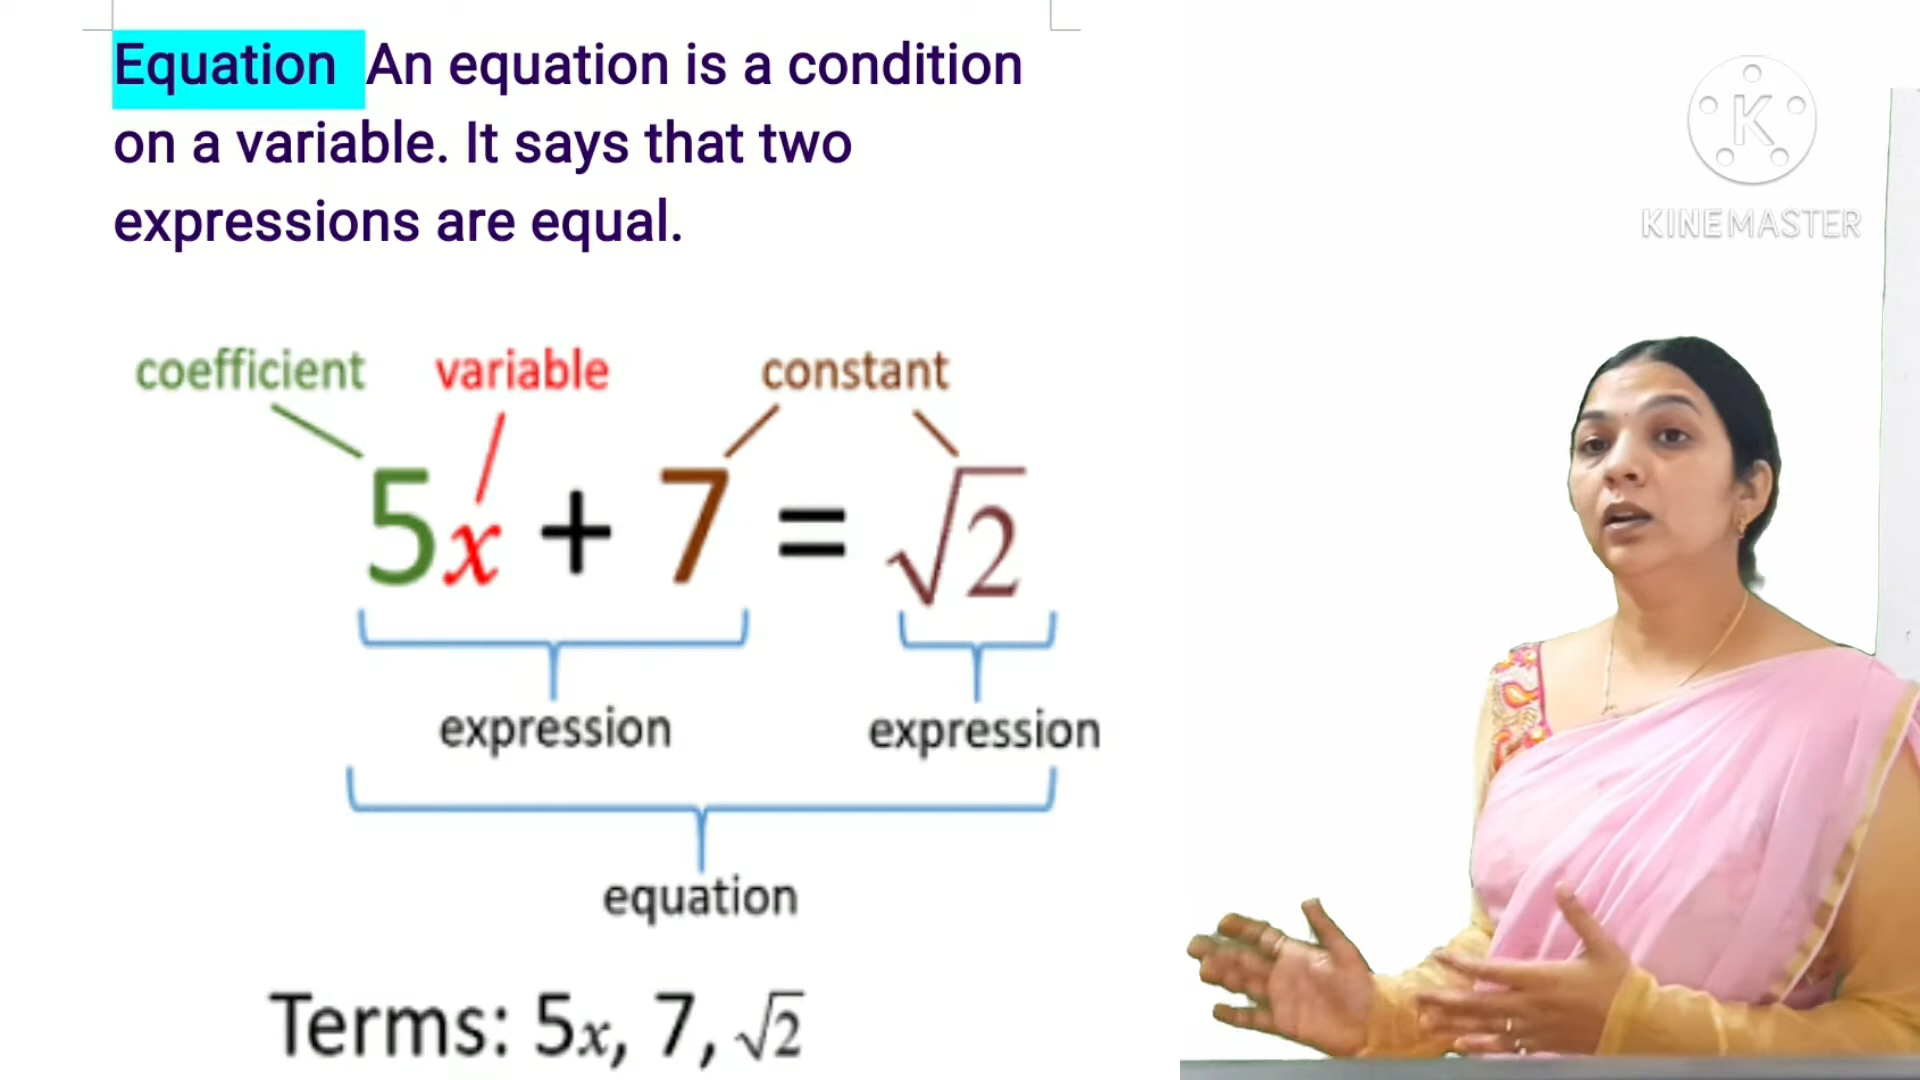 Equation An equation is a condition
on a variable. It says that two
expressions are equal.
K
KINEMASTER
coefficient variable constant
5x + 7 = √2
expression expression
equation
Terms: 5x, 7, √2